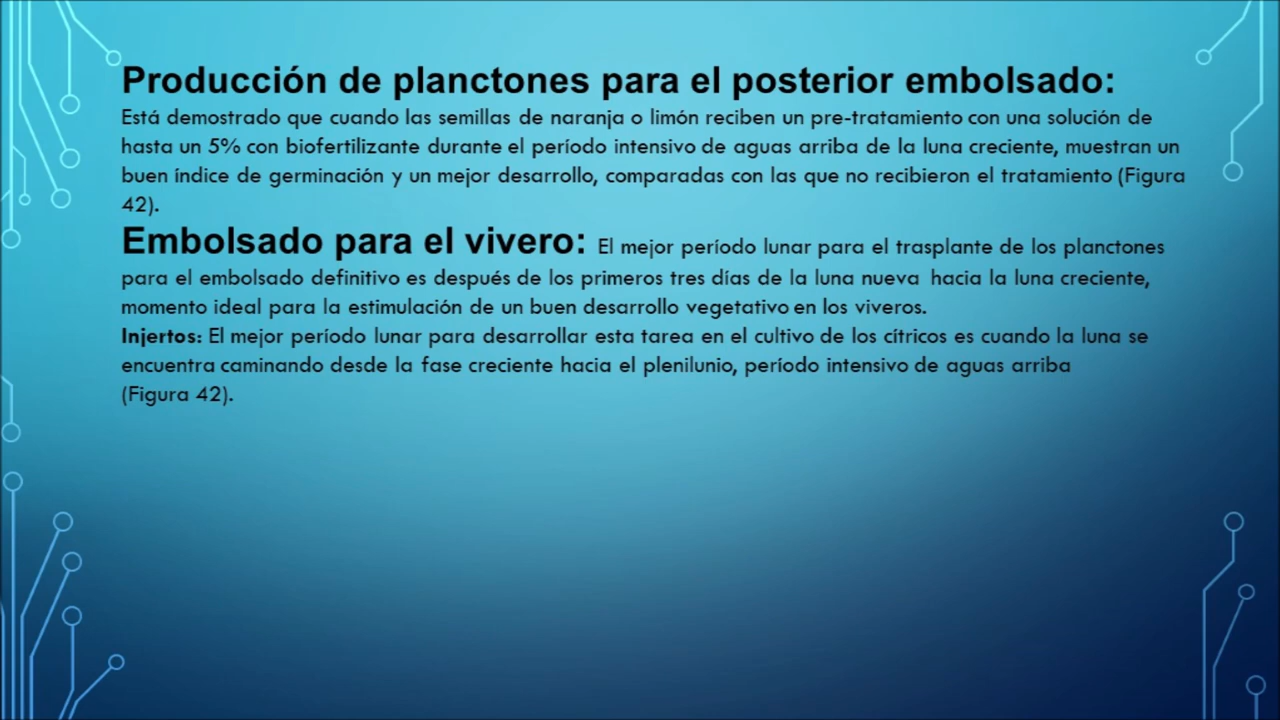 Producción de planctones para el posterior embolsado:
Está demostrado que cuando las semillas de naranja o limón reciben un pre-tratamiento con una solución de
hasta un 5% con biofertilizante durante el período intensivo de aguas arriba de la luna creciente, muestran un
buen índice de germinación y un mejor desarrollo, comparadas con las que no recibieron el tratamiento (Figura
42).
Embolsado para el vivero: El mejor período lunar para el trasplante de los planctones
para el embolsado definitivo es después de los primeros tres días de la luna nueva hacia la luna creciente,
momento ideal para la estimulación de un buen desarrollo vegetativo en los viveros.
Injertos: El mejor período lunar para desarrollar esta tarea en el cultivo de los cítricos es cuando la luna se
encuentra caminando desde la fase creciente hacia el plenilunio, período intensivo de aguas arriba
(Figura 42).